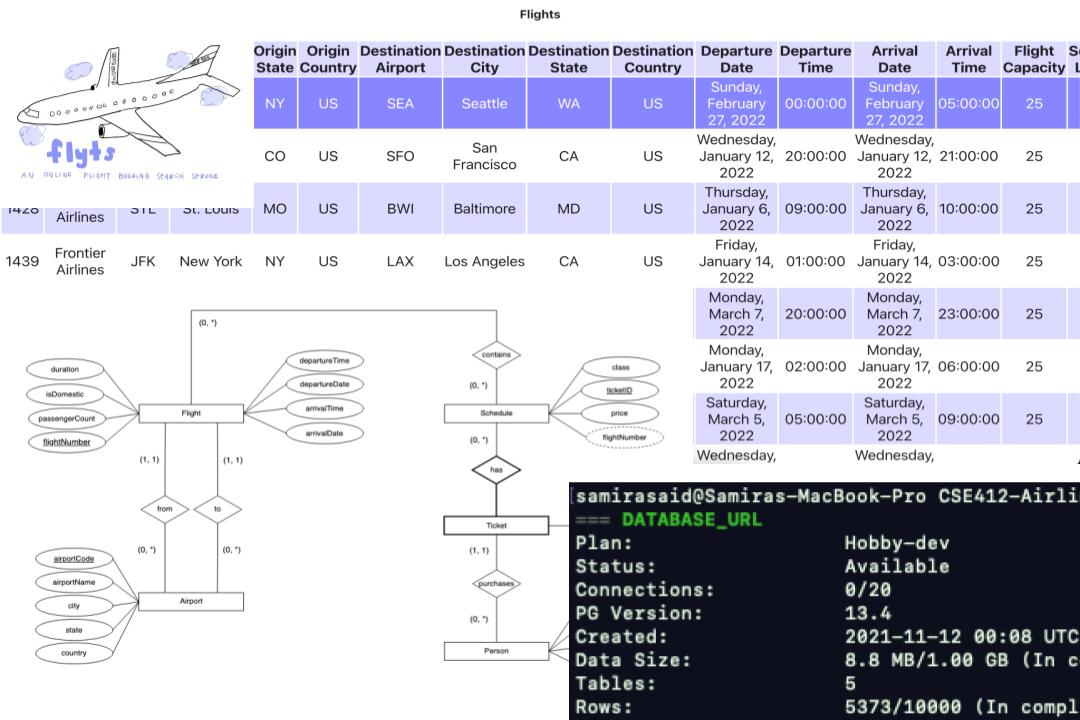 Flights
Origin State Origin Country Destination Airport Destination City Destination State Destination Country Departure Date Departure Time Arrival Date Arrival Time Flight Capacity
flyts
AN ONLINE FLIGHT BOOKING SEARCH SERVICE
NY US SEA Seattle WA US Sunday, February 27, 2022 00:00:00 Sunday, February 27, 2022 05:00:00 25
CO US SFO San Francisco CA US Wednesday, January 12, 2022 20:00:00 Wednesday, January 12, 2022 21:00:00 25
1428 Airlines STL St. Louis MO US BWI Baltimore MD US Thursday, January 6, 2022 09:00:00 Thursday, January 6, 2022 10:00:00 25
1439 Frontier Airlines JFK New York NY US LAX Los Angeles CA US Friday, January 14, 2022 01:00:00 Friday, January 14, 2022 03:00:00 25
Monday, March 7, 2022 20:00:00 Monday, March 7, 2022 23:00:00 25
Monday, January 17, 2022 02:00:00 Monday, January 17, 2022 06:00:00 25
Saturday, March 5, 2022 05:00:00 Saturday, March 5, 2022 09:00:00 25
Wednesday, Wednesday,
(0, *)
contains
(0, *)
duration
isDomestic
passengerCount
flightNumber
Flight
departureTime
departureDate
arrivalTime
arrivalDate
Schedule
class
ticketID
price
flightNumber
(1, 1)
(1, 1)
from
to
(0, *)
(0, *)
airportCode
airportName
city
state
country
Airport
(0, *)
has
Ticket
(1, 1)
purchases
(0, *)
Person
samirasaid@Samiras-MacBook-Pro CSE412-Airli
=== DATABASE_URL
Plan: Hobby-dev
Status: Available
Connections: 0/20
PG Version: 13.4
Created: 2021-11-12 00:08 UTC
Data Size: 8.8 MB/1.00 GB (In c
Tables: 5
Rows: 5373/10000 (In compl